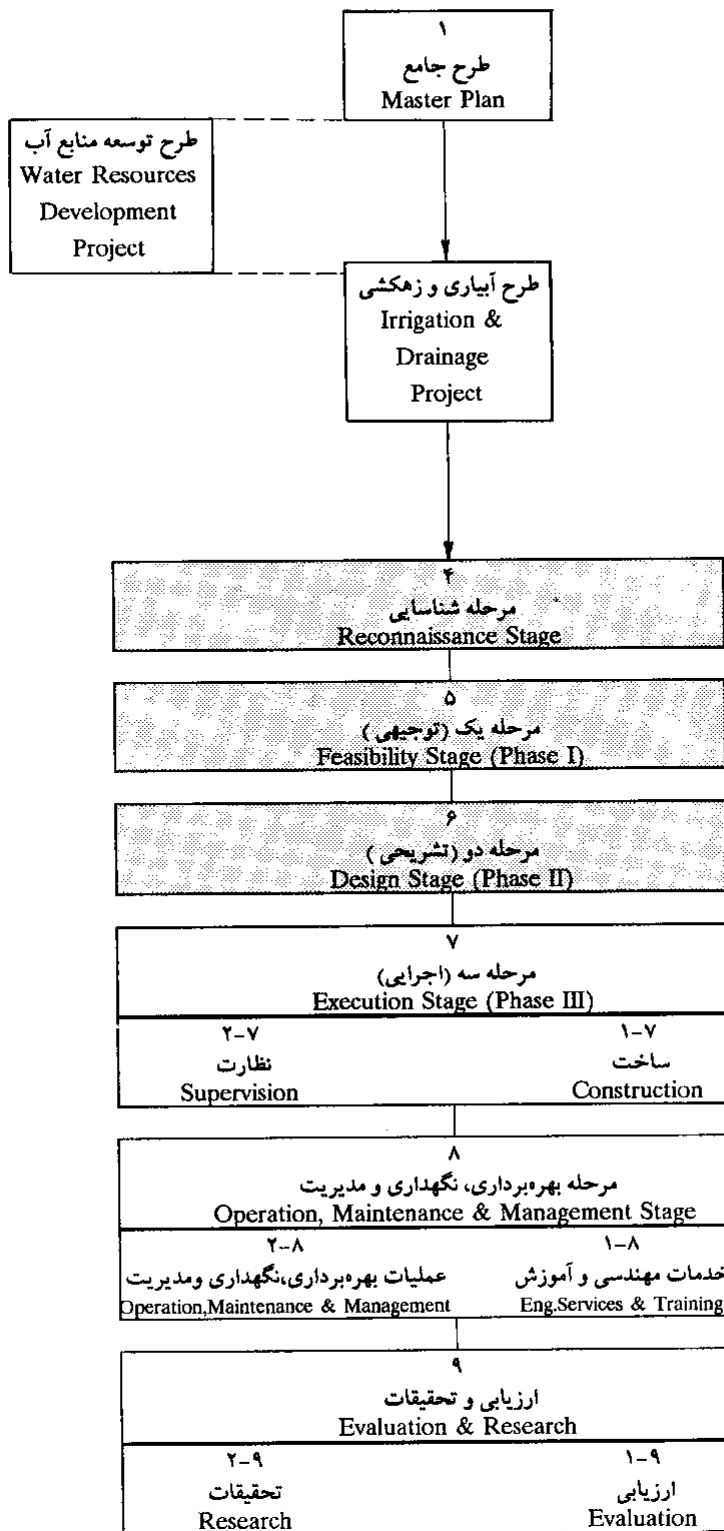 ۱
طرح جامع
Master Plan
طرح توسعه منابع آب
Water Resources
Development
Project
طرح آبیاری و زهکشی
Irrigation &
Drainage
Project
۴
مرحله شناسایی
Reconnaissance Stage
۵
مرحله یک (توجیهی)
Feasibility Stage (Phase I)
۶
مرحله دو (تشریحی)
Design Stage (Phase II)
۷
مرحله سه (اجرایی)
Execution Stage (Phase III)
۱-۷
ساخت
Construction
۲-۷
نظارت
Supervision
۸
مرحله بهره‌برداری، نگهداری و مدیریت
Operation, Maintenance & Management Stage
۱-۸
خدمات مهندسی و آموزش
Eng.Services & Training
۲-۸
عملیات بهره‌برداری،نگهداری ومدیریت
Operation,Maintenance & Management
۹
ارزیابی و تحقیقات
Evaluation & Research
۱-۹
ارزیابی
Evaluation
۲-۹
تحقیقات
Research